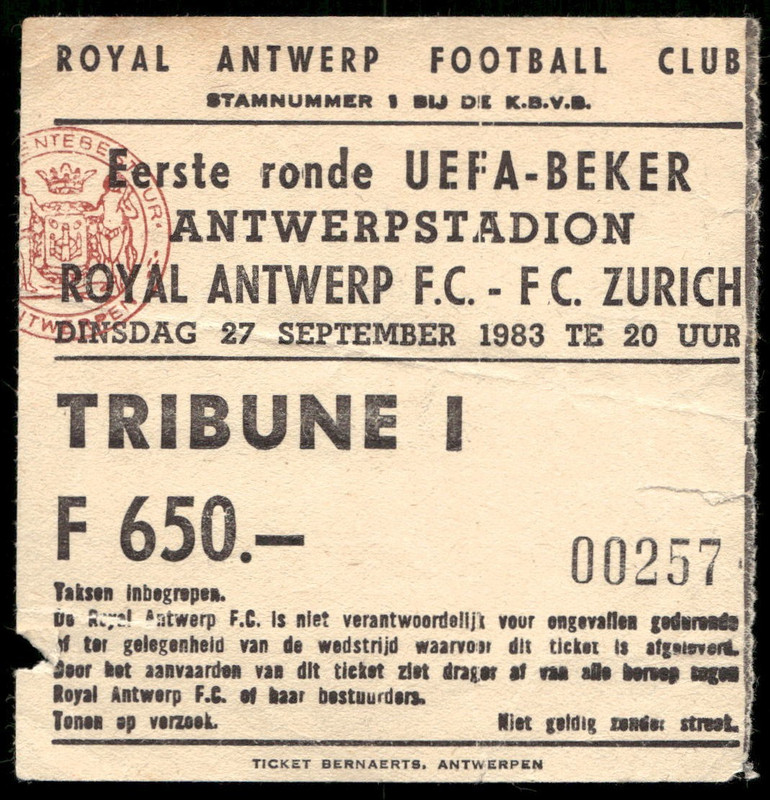 ROYAL ANTWERP FOOTBALL CLUB
STAMNUMMER 1 BIJ DE K.B.V.B.
Eerste ronde UEFA-BEKER
ANTWERPSTADION
ROYAL ANTWERP F.C. - F.C. ZURICH
DINSDAG 27 SEPTEMBER 1983 TE 20 UUR
TRIBUNE I
F 650.—
00257
Taksen inbegrepen.
De Royal Antwerp F.C. is niet verantwoordelijk voor ongevallen gedurende
of ter gelegenheid van de wedstrijd waarvoor dit ticket is afgeleverd.
Door het aanvaarden van dit ticket ziet drager af van alle beroep tegen
Royal Antwerp F.C. of haar bestuurders.
Tonen op verzoek. Niet geldig zonder strook.
TICKET BERNAERTS, ANTWERPEN